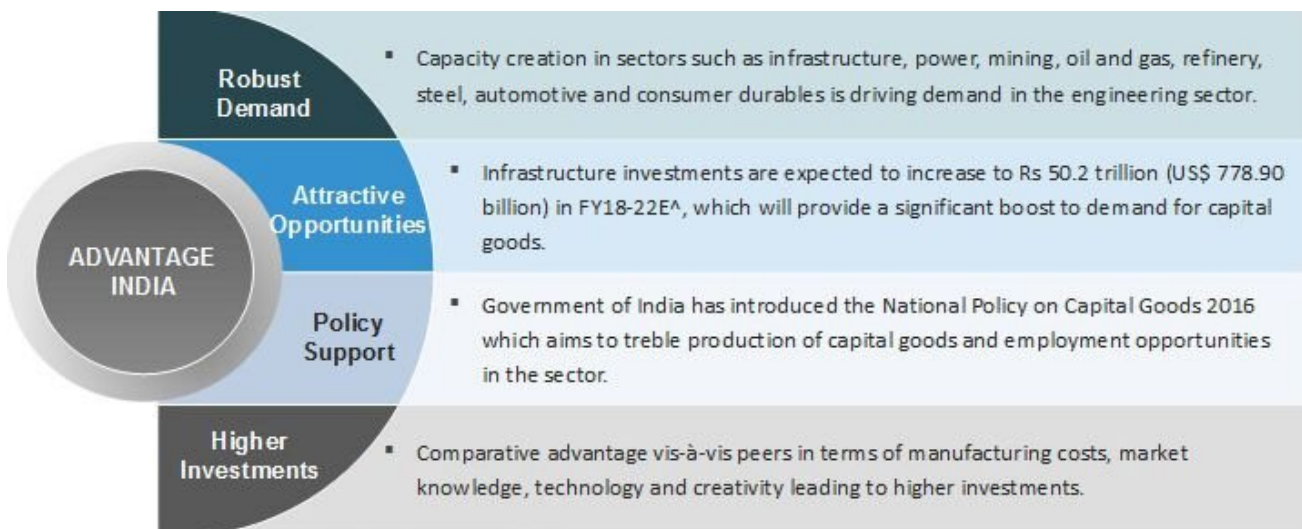 ADVANTAGE
INDIA
Robust
Demand
▪ Capacity creation in sectors such as infrastructure, power, mining, oil and gas, refinery,
steel, automotive and consumer durables is driving demand in the engineering sector.
Attractive
Opportunities
▪ Infrastructure investments are expected to increase to Rs 50.2 trillion (US$ 778.90
billion) in FY18-22E^, which will provide a significant boost to demand for capital
goods.
Policy
Support
▪ Government of India has introduced the National Policy on Capital Goods 2016
which aims to treble production of capital goods and employment opportunities
in the sector.
Higher
Investments
▪ Comparative advantage vis-à-vis peers in terms of manufacturing costs, market
knowledge, technology and creativity leading to higher investments.